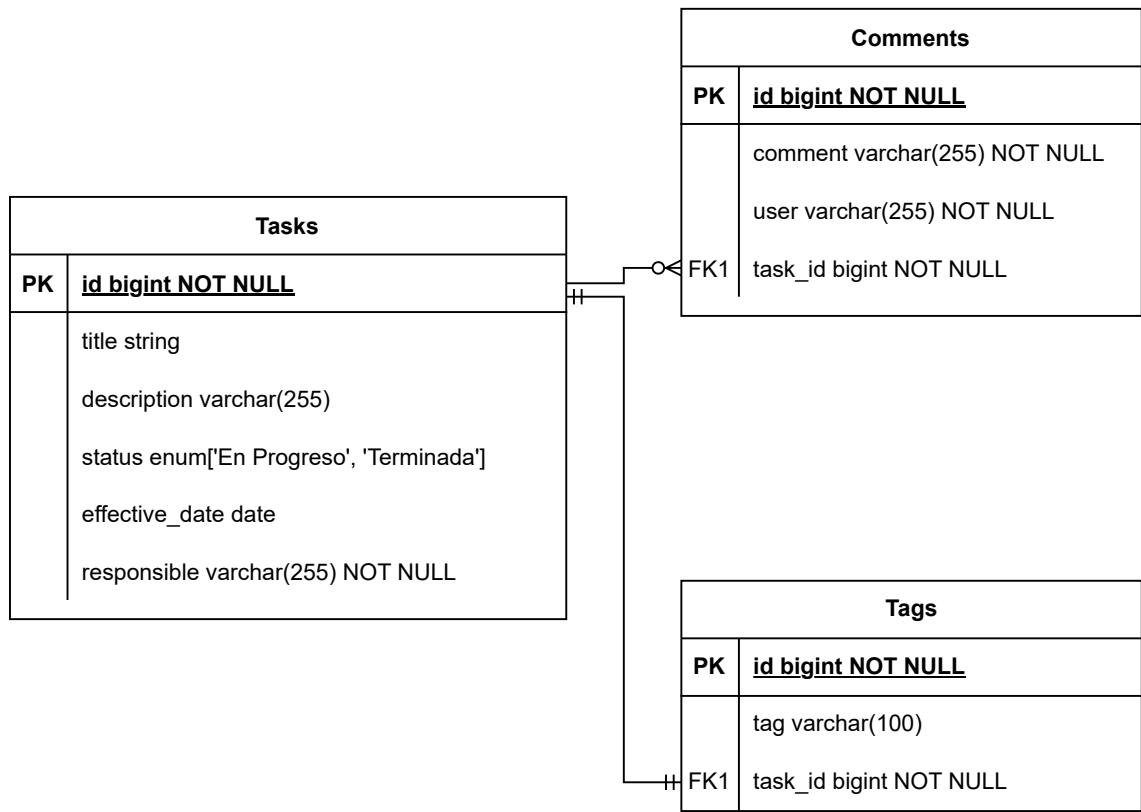 Comments
PK id bigint NOT NULL
comment varchar(255) NOT NULL
user varchar(255) NOT NULL
FK1 task_id bigint NOT NULL
Tasks
PK id bigint NOT NULL
title string
description varchar(255)
status enum['En Progreso', 'Terminada']
effective_date date
responsible varchar(255) NOT NULL
Tags
PK id bigint NOT NULL
tag varchar(100)
FK1 task_id bigint NOT NULL